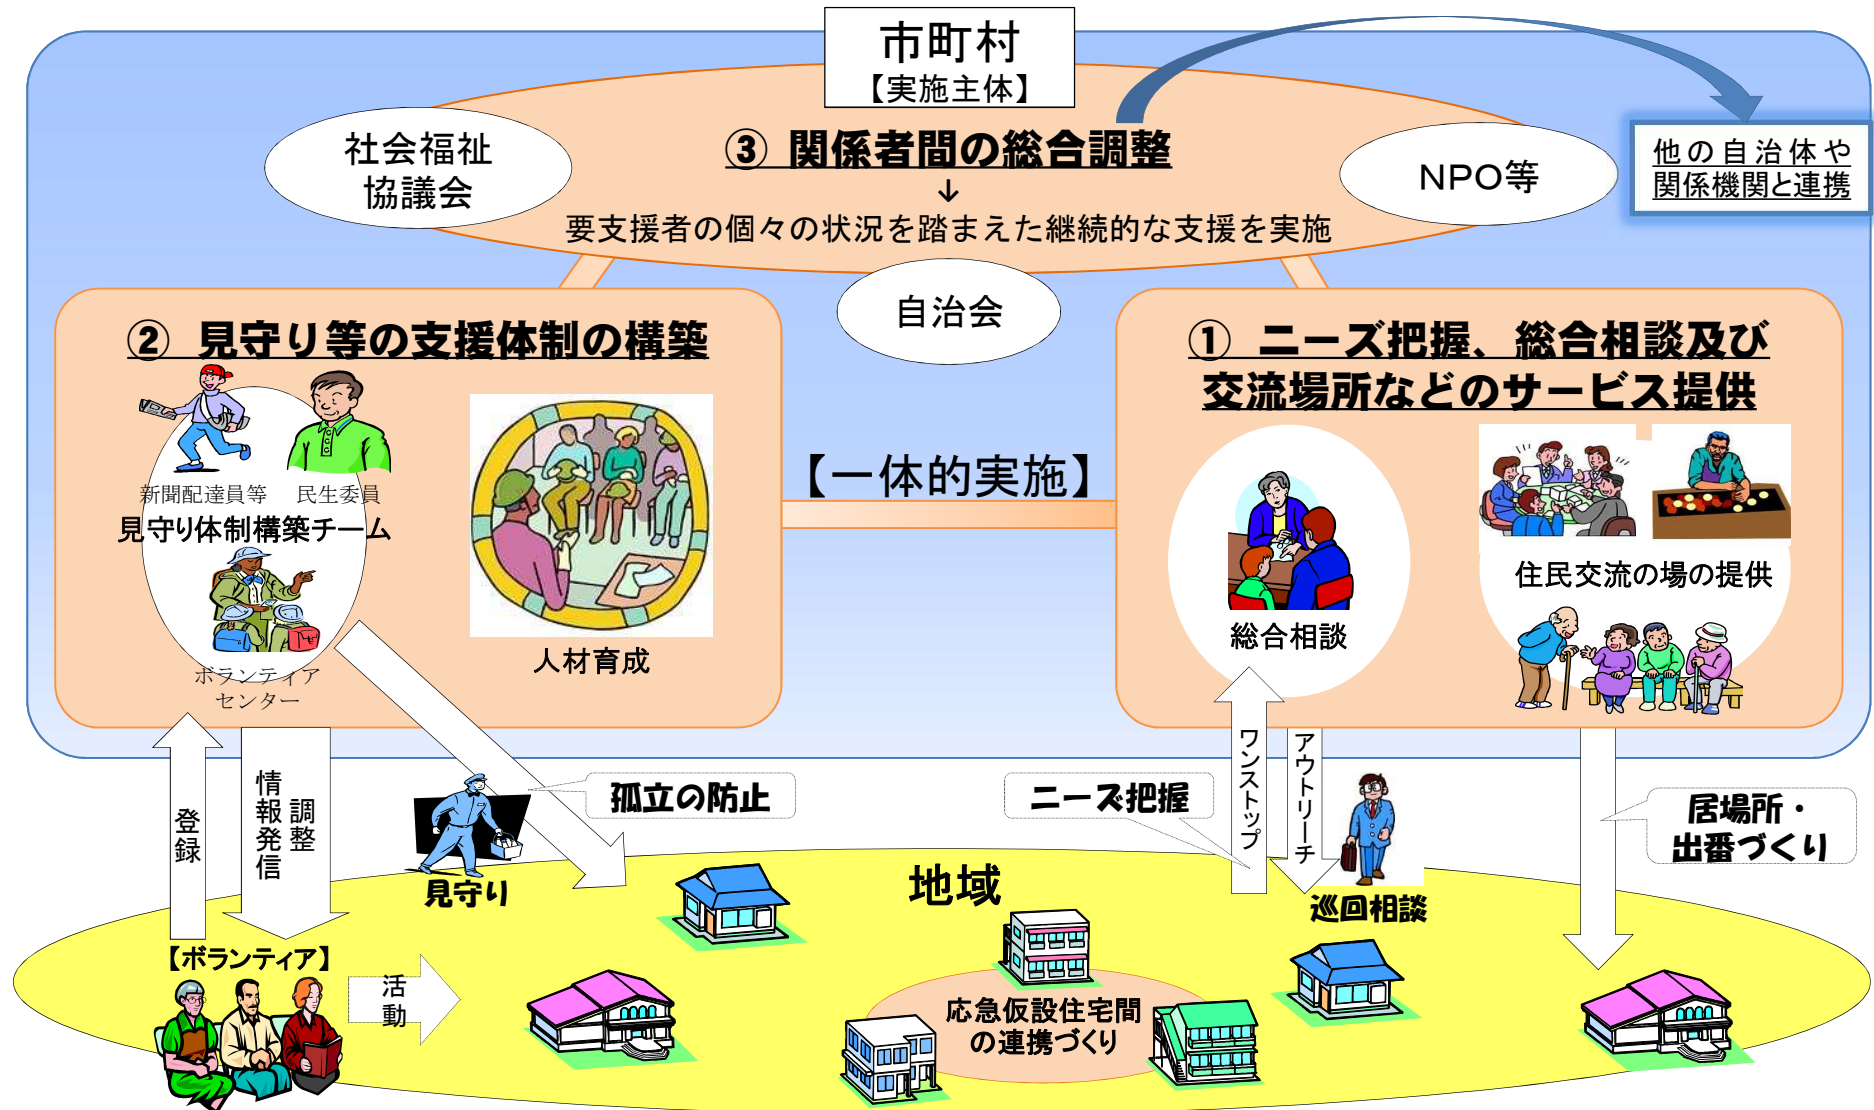 市町村
【実施主体】
③ 関係者間の総合調整
↓
要支援者の個々の状況を踏まえた継続的な支援を実施
社会福祉
協議会
NPO等
自治会
他の自治体や
関係機関と連携
② 見守り等の支援体制の構築
新聞配達員等
民生委員
見守り体制構築チーム
ボランティア
センター
人材育成
【一体的実施】
① ニーズ把握、総合相談及び
交流場所などのサービス提供
総合相談
住民交流の場の提供
登録
情報発信
調整
見守り
孤立の防止
ニーズ把握
ワンストップ
アウトリーチ
巡回相談
居場所・
出番づくり
地域
【ボランティア】
活動
応急仮設住宅間
の連携づくり